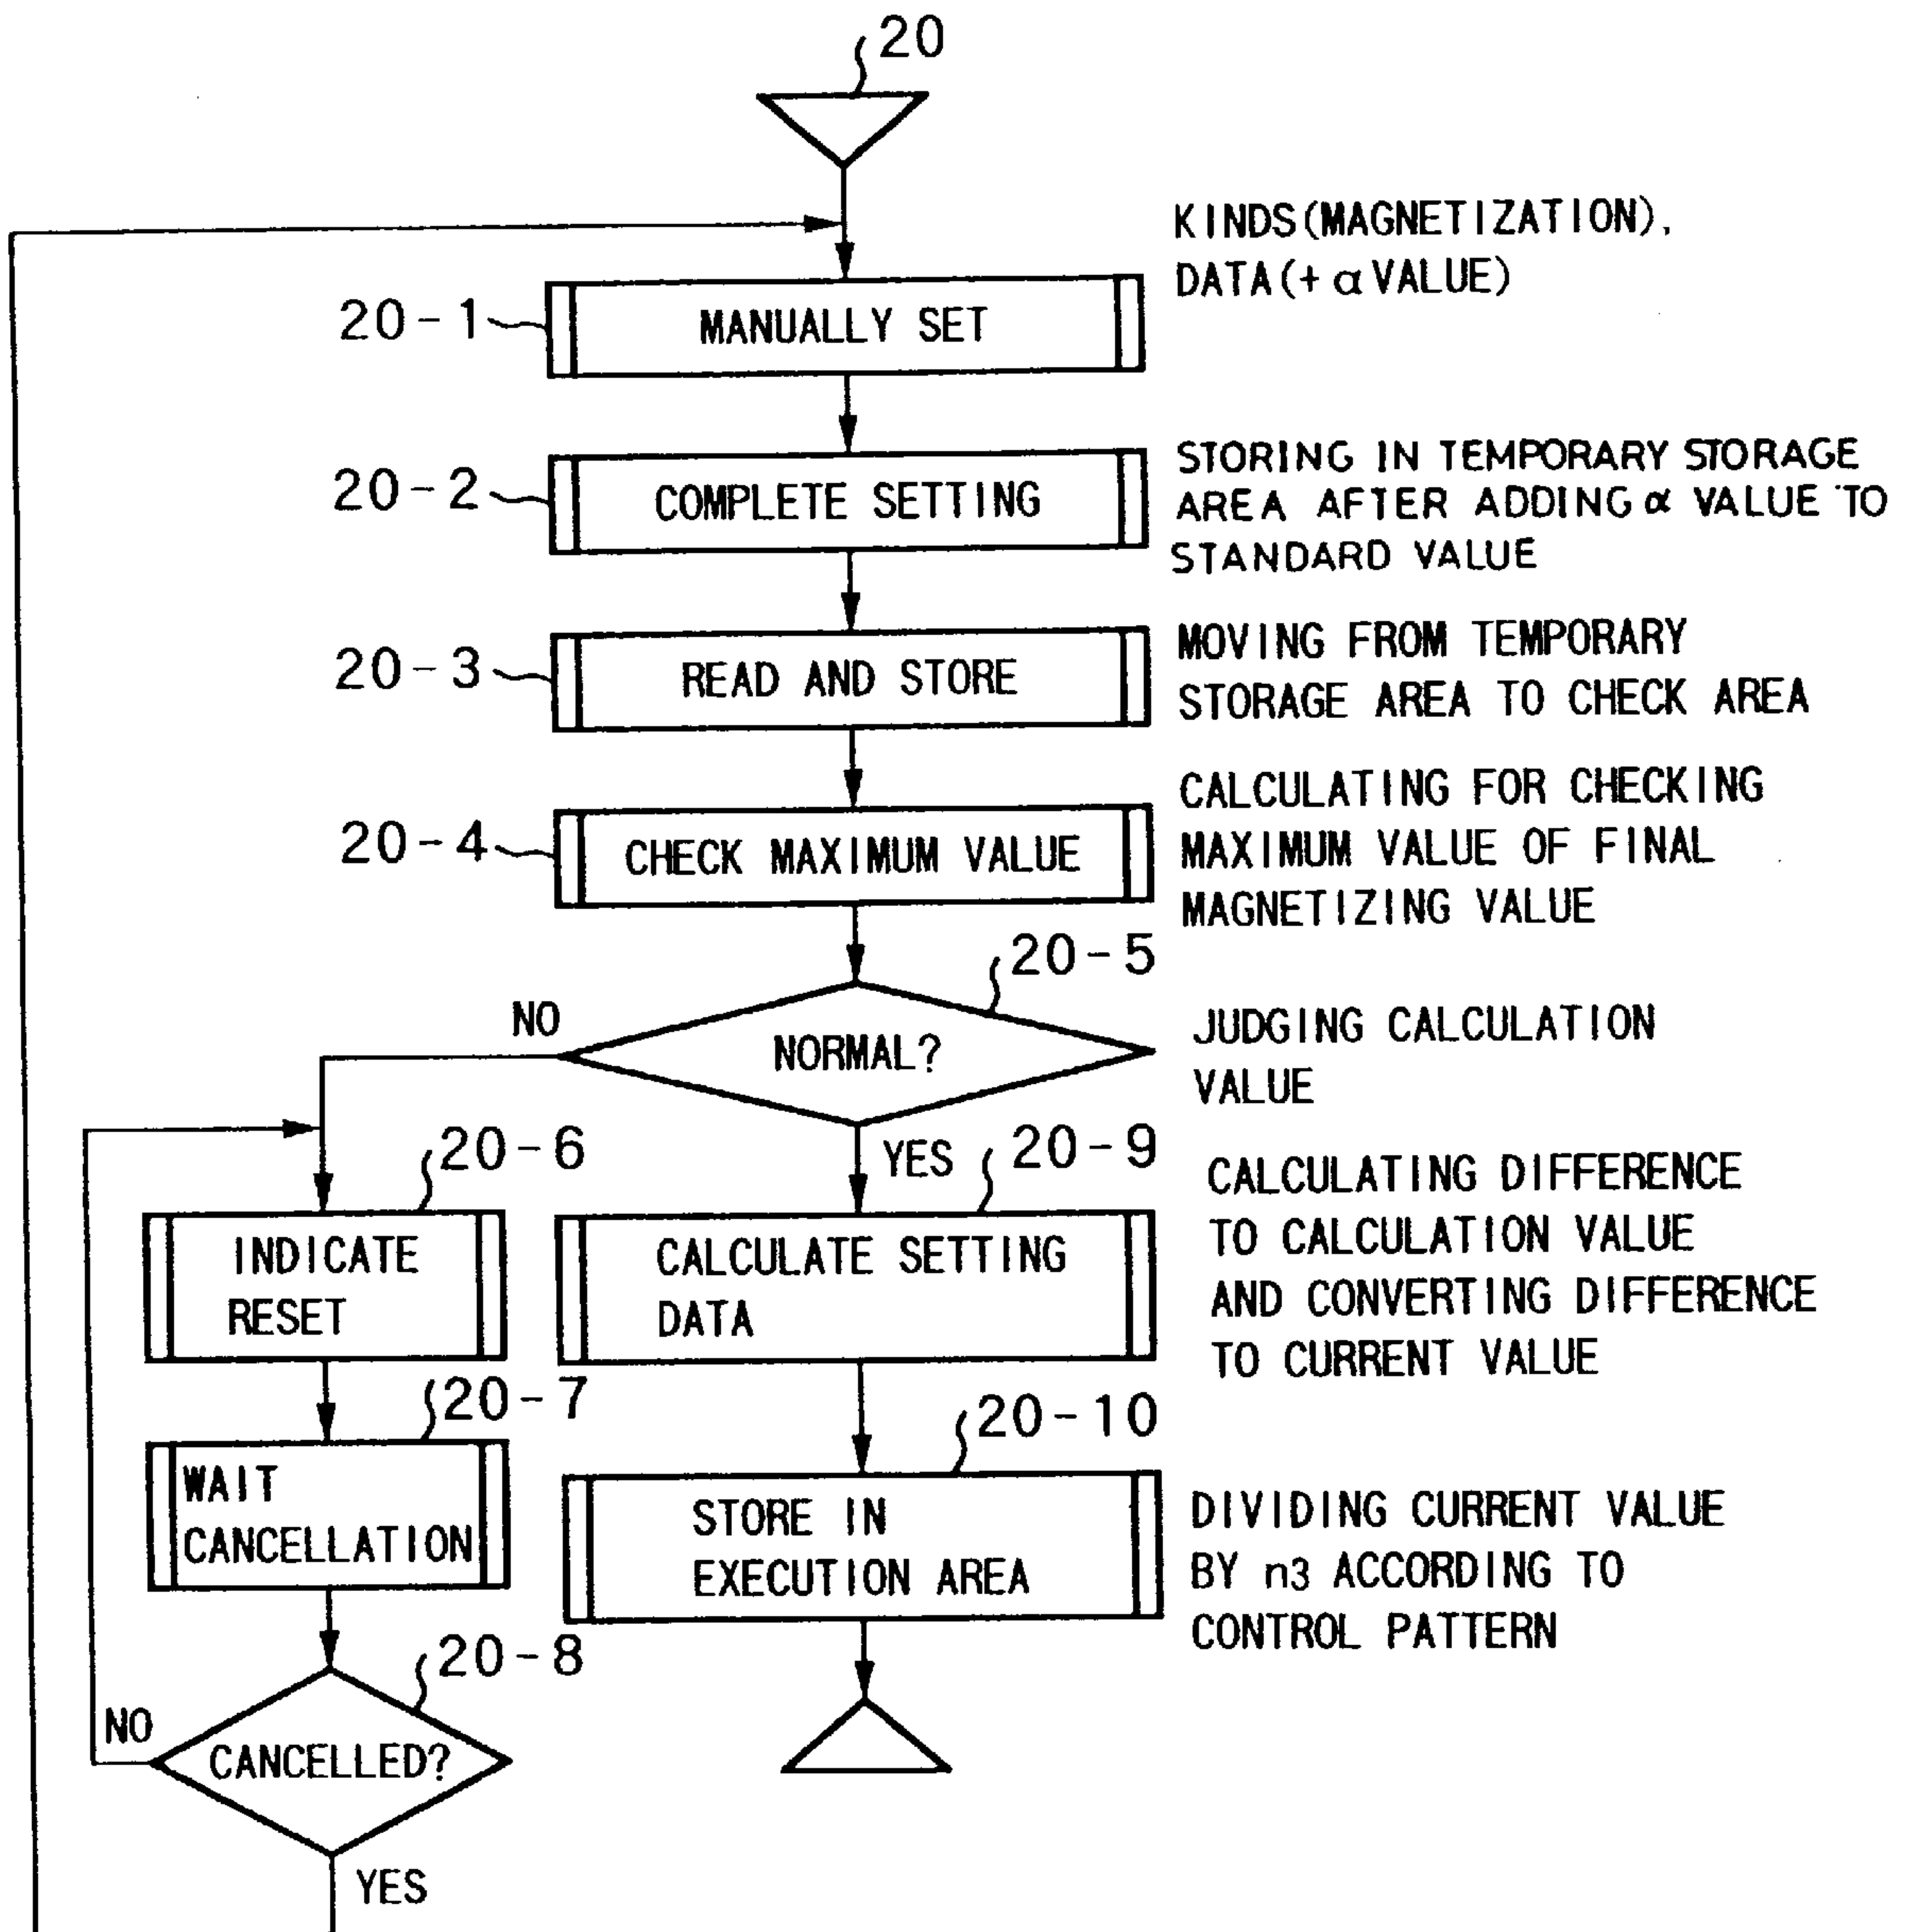 20
KINDS(MAGNETIZATION),
DATA(+ α VALUE)
20-1
MANUALLY SET
20-2
COMPLETE SETTING
STORING IN TEMPORARY STORAGE
AREA AFTER ADDING α VALUE TO
STANDARD VALUE
20-3
READ AND STORE
MOVING FROM TEMPORARY
STORAGE AREA TO CHECK AREA
20-4
CHECK MAXIMUM VALUE
CALCULATING FOR CHECKING
MAXIMUM VALUE OF FINAL
MAGNETIZING VALUE
20-5
NO
NORMAL?
JUDGING CALCULATION
VALUE
YES
20-6
INDICATE
RESET
20-9
CALCULATE SETTING
DATA
CALCULATING DIFFERENCE
TO CALCULATION VALUE
AND CONVERTING DIFFERENCE
TO CURRENT VALUE
20-7
WAIT
CANCELLATION
20-10
STORE IN
EXECUTION AREA
DIVIDING CURRENT VALUE
BY n3 ACCORDING TO
CONTROL PATTERN
20-8
NO
CANCELLED?
YES